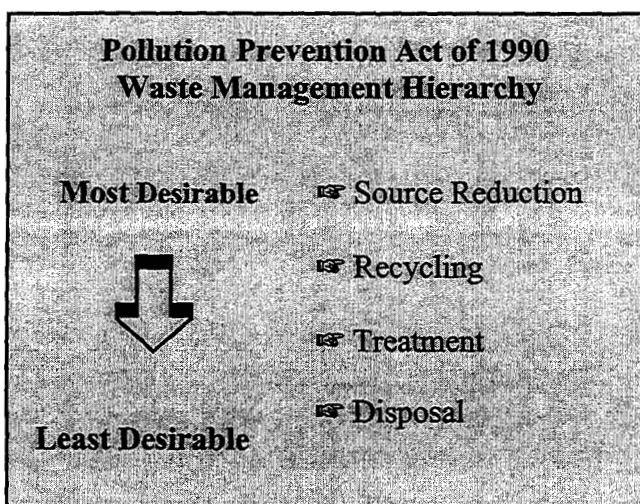 Pollution Prevention Act of 1990
Waste Management Hierarchy
Most Desirable
☞ Source Reduction
☞ Recycling
☞ Treatment
☞ Disposal
Least Desirable